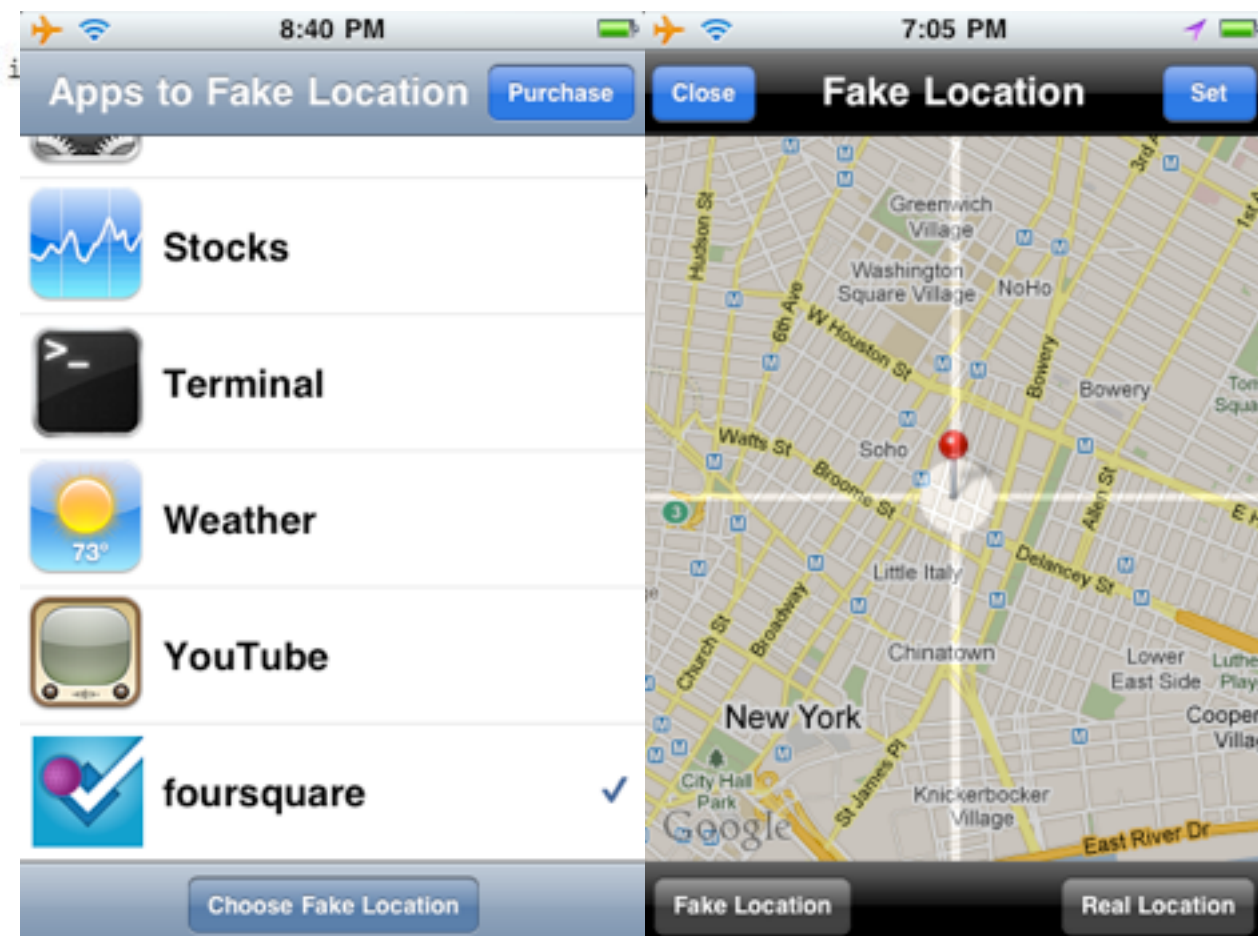 i
8:40 PM
Apps to Fake Location
Purchase
Stocks
>_
Terminal
73°
Weather
YouTube
foursquare
Choose Fake Location
7:05 PM
Close
Fake Location
Set
Hudson St
Greenwich
Village
Washington
Square Village
NoHo
6th Ave
W Houston St
Bowery
Bowery
Soho
Watts St
Broome St
Allen St
3
Little Italy
Delancey St
Church St
Broadway
Chinatown
Lower
East Side
New York
City Hall
Park
St James Pl
Knickerbocker
Village
Google
East River Dr
Fake Location
Real Location